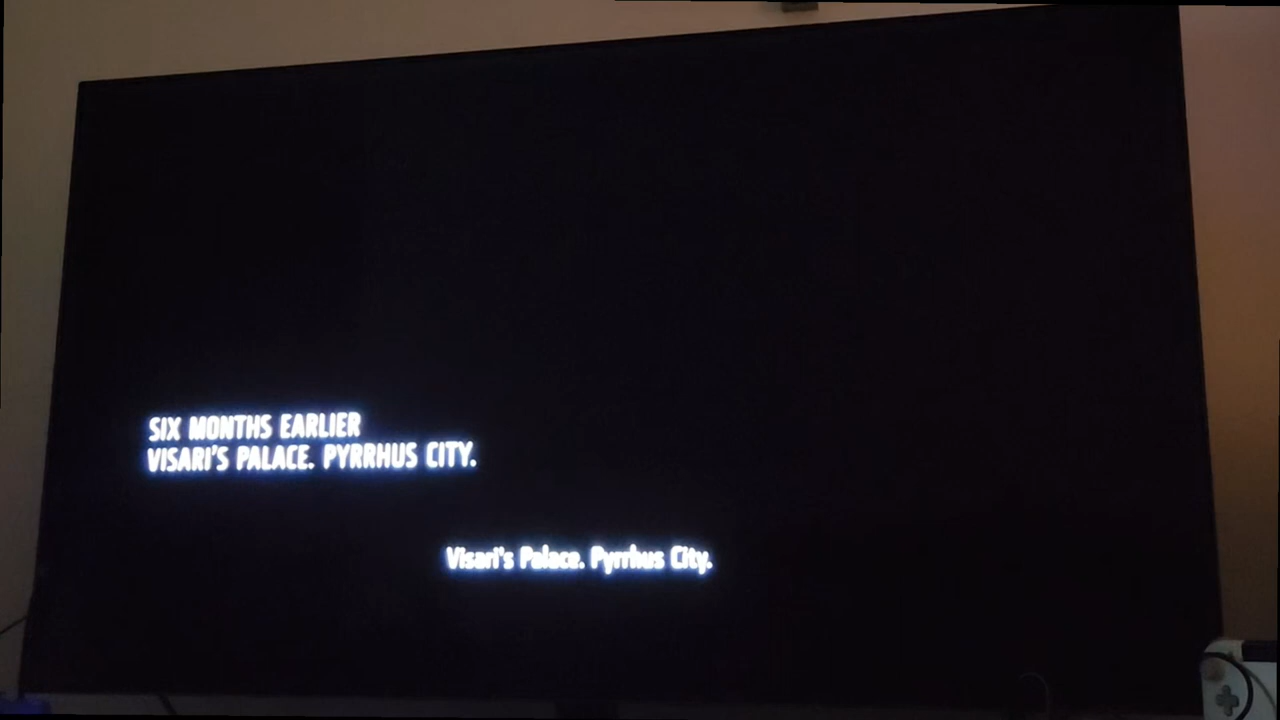 SIX MONTHS EARLIER
VISARI'S PALACE. PYRRHUS CITY.
Visari's Palace. Pyrrhus City.